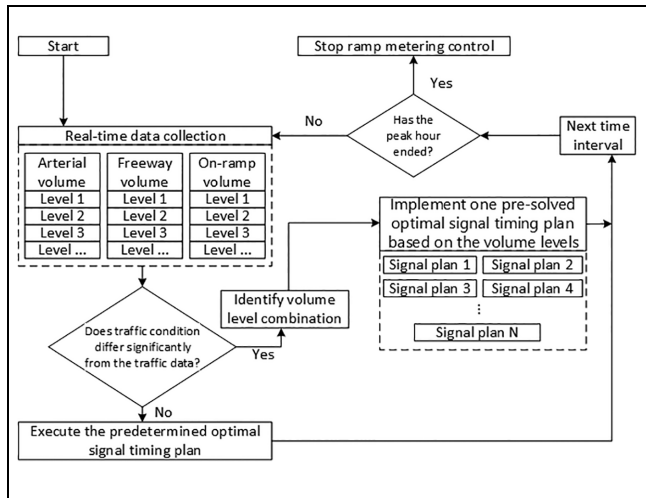 Start
Stop ramp metering control
Yes
No
Has the
peak hour
ended?
Next time
interval
Real-time data collection
Arterial
volume
Level 1
Level 2
Level 3
Level ...
Freeway
volume
Level 1
Level 2
Level 3
Level ...
On-ramp
volume
Level 1
Level 2
Level 3
Level ...
Implement one pre-solved
optimal signal timing plan
based on the volume levels
Signal plan 1
Signal plan 2
Signal plan 3
Signal plan 4
⋮
Signal plan N
Identify volume
level combination
Does traffic condition
differ significantly
from the traffic data?
Yes
No
Execute the predetermined optimal
signal timing plan